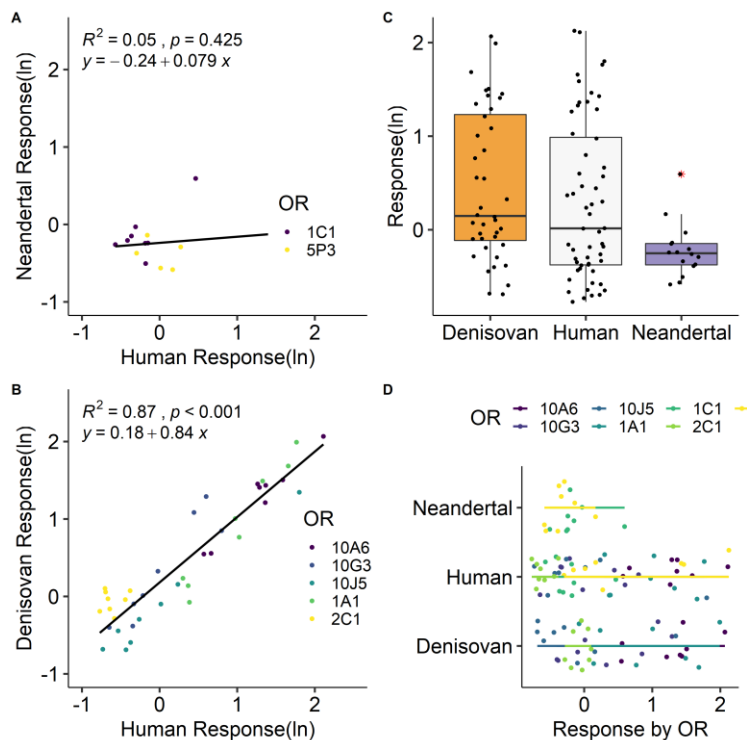 A
R² = 0.05 , p = 0.425
y = − 0.24 + 0.079 x
2
1
0
-1
Neandertal Response(ln)
OR
1C1
5P3
-1
0
1
2
Human Response(ln)
C
2
1
0
Response(ln)
Denisovan
Human
Neandertal
B
R² = 0.87 , p < 0.001
y = 0.18 + 0.84 x
2
1
0
-1
Denisovan Response(ln)
OR
10A6
10G3
10J5
1A1
2C1
-1
0
1
2
Human Response(ln)
D
OR
10A6
10J5
1C1
10G3
1A1
2C1
Neandertal
Human
Denisovan
0
1
2
Response by OR